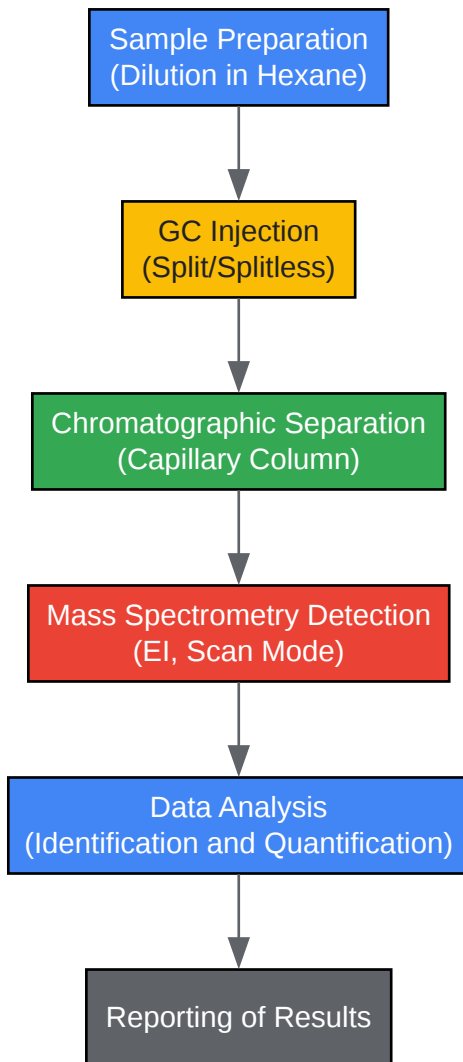 Sample Preparation
(Dilution in Hexane)
GC Injection
(Split/Splitless)
Chromatographic Separation
(Capillary Column)
Mass Spectrometry Detection
(EI, Scan Mode)
Data Analysis
(Identification and Quantification)
Reporting of Results